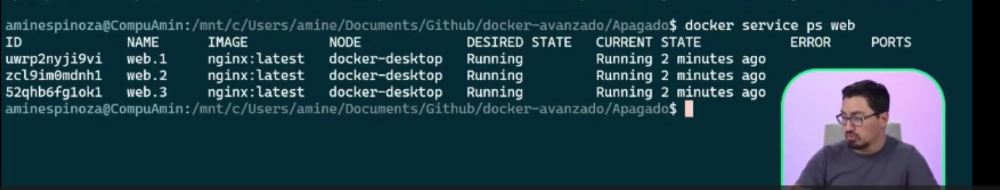 aminespinoza@CompuAmin:/mnt/c/Users/amine/Documents/Github/docker-avanzado/Apagado$ docker service ps web
ID NAME IMAGE NODE DESIRED STATE CURRENT STATE ERROR PORTS
uwrp2nyji9vi web.1 nginx:latest docker-desktop Running Running 2 minutes ago
zcl9im0mdnh1 web.2 nginx:latest docker-desktop Running Running 2 minutes ago
52qhb6fg1ok1 web.3 nginx:latest docker-desktop Running Running 2 minutes ago
aminespinoza@CompuAmin:/mnt/c/Users/amine/Documents/Github/docker-avanzado/Apagado$